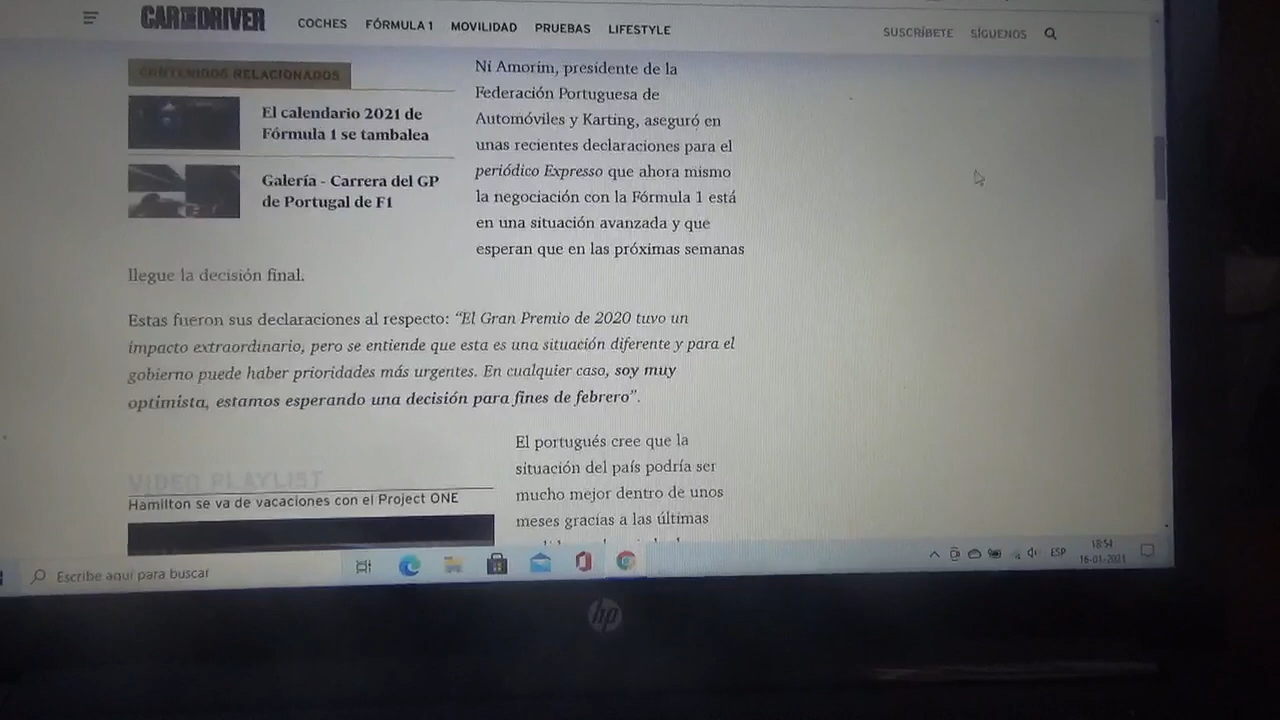 CAR AND DRIVER
COCHES FÓRMULA 1 MOVILIDAD PRUEBAS LIFESTYLE
SUSCRÍBETE SÍGUENOS
CONTENIDOS RELACIONADOS
El calendario 2021 de
Fórmula 1 se tambalea
Galería - Carrera del GP
de Portugal de F1
Ni Amorim, presidente de la
Federación Portuguesa de
Automóviles y Karting, aseguró en
unas recientes declaraciones para el
periódico Expresso que ahora mismo
la negociación con la Fórmula 1 está
en una situación avanzada y que
esperan que en las próximas semanas
llegue la decisión final.
Estas fueron sus declaraciones al respecto: “El Gran Premio de 2020 tuvo un
impacto extraordinario, pero se entiende que esta es una situación diferente y para el
gobierno puede haber prioridades más urgentes. En cualquier caso, soy muy
optimista, estamos esperando una decisión para fines de febrero”.
VIDEO PLAYLIST
Hamilton se va de vacaciones con el Project ONE
El portugués cree que la
situación del país podría ser
mucho mejor dentro de unos
meses gracias a las últimas
Escribe aquí para buscar
ESP
18:54
16-01-2021
hp